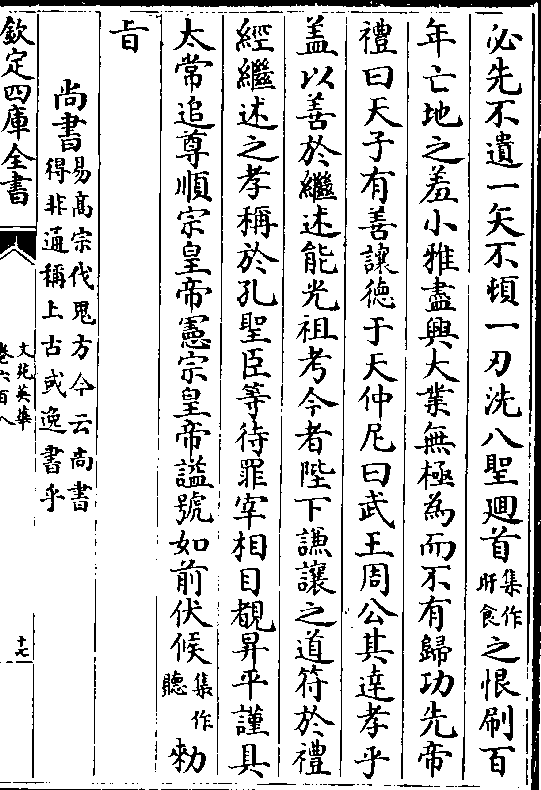 必先不遺一矢不頓一刃洗八聖迴首集作旰食之恨刷百
年亡地之羞小雅盡興大業無極為而不有歸功先帝
禮曰天子有善讓德于天仲尼曰武王周公其達孝乎
盖以善於繼述能光祖考今者陛下謙讓之道符於禮
經繼述之孝稱於孔聖臣等待罪宰相目覩昇平謹具
太常追尊順宗皇帝憲宗皇帝謚號如前伏候集作聽勑
旨
尚書易高宗伐鬼方今云尚書得非通稱上古或逸書乎
欽定四庫全書
文苑英華
卷六百八
十七